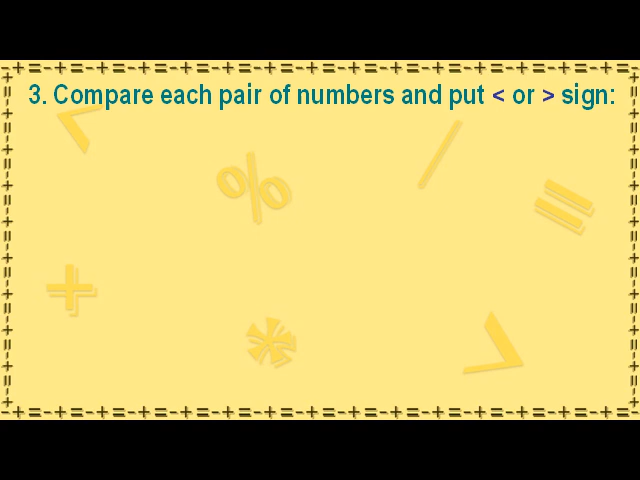 3. Compare each pair of numbers and put < or > sign: